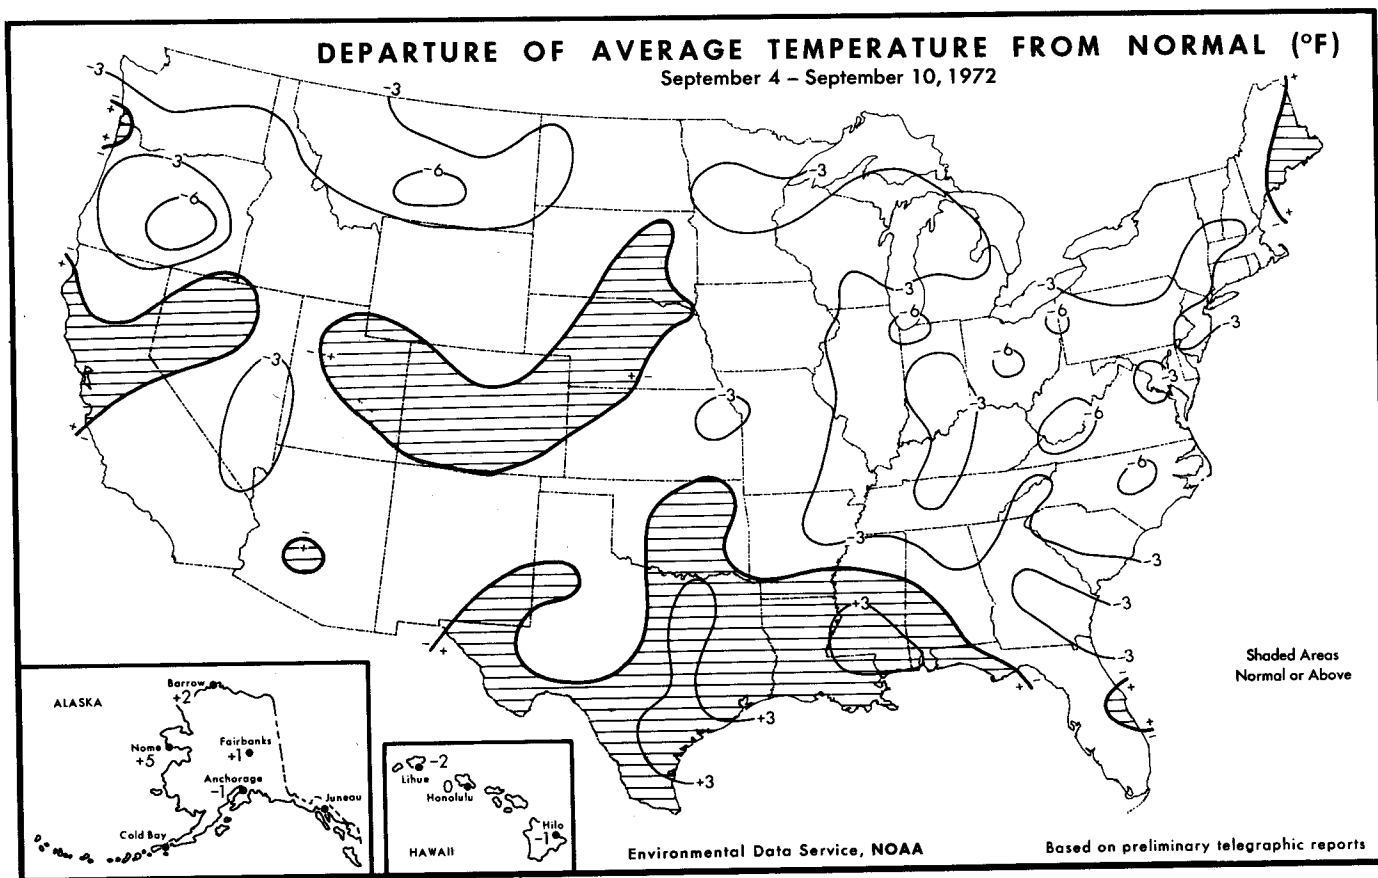 DEPARTURE OF AVERAGE TEMPERATURE FROM NORMAL (°F)
September 4 – September 10, 1972
-3
-3
-3
-6
-6
-3
-3
-3
-3
-6
-6
-6
-3
-3
-3
-3
-6
-6
-3
-3
-3
-3
-3
+3
+3
+3
Shaded Areas
Normal or Above
ALASKA
Barrow
+2
Nome
+5
Fairbanks
+1
Anchorage
-1
Juneau
Cold Bay
-2
Lihue
0
Honolulu
Hilo
-1
HAWAII
Environmental Data Service, NOAA
Based on preliminary telegraphic reports